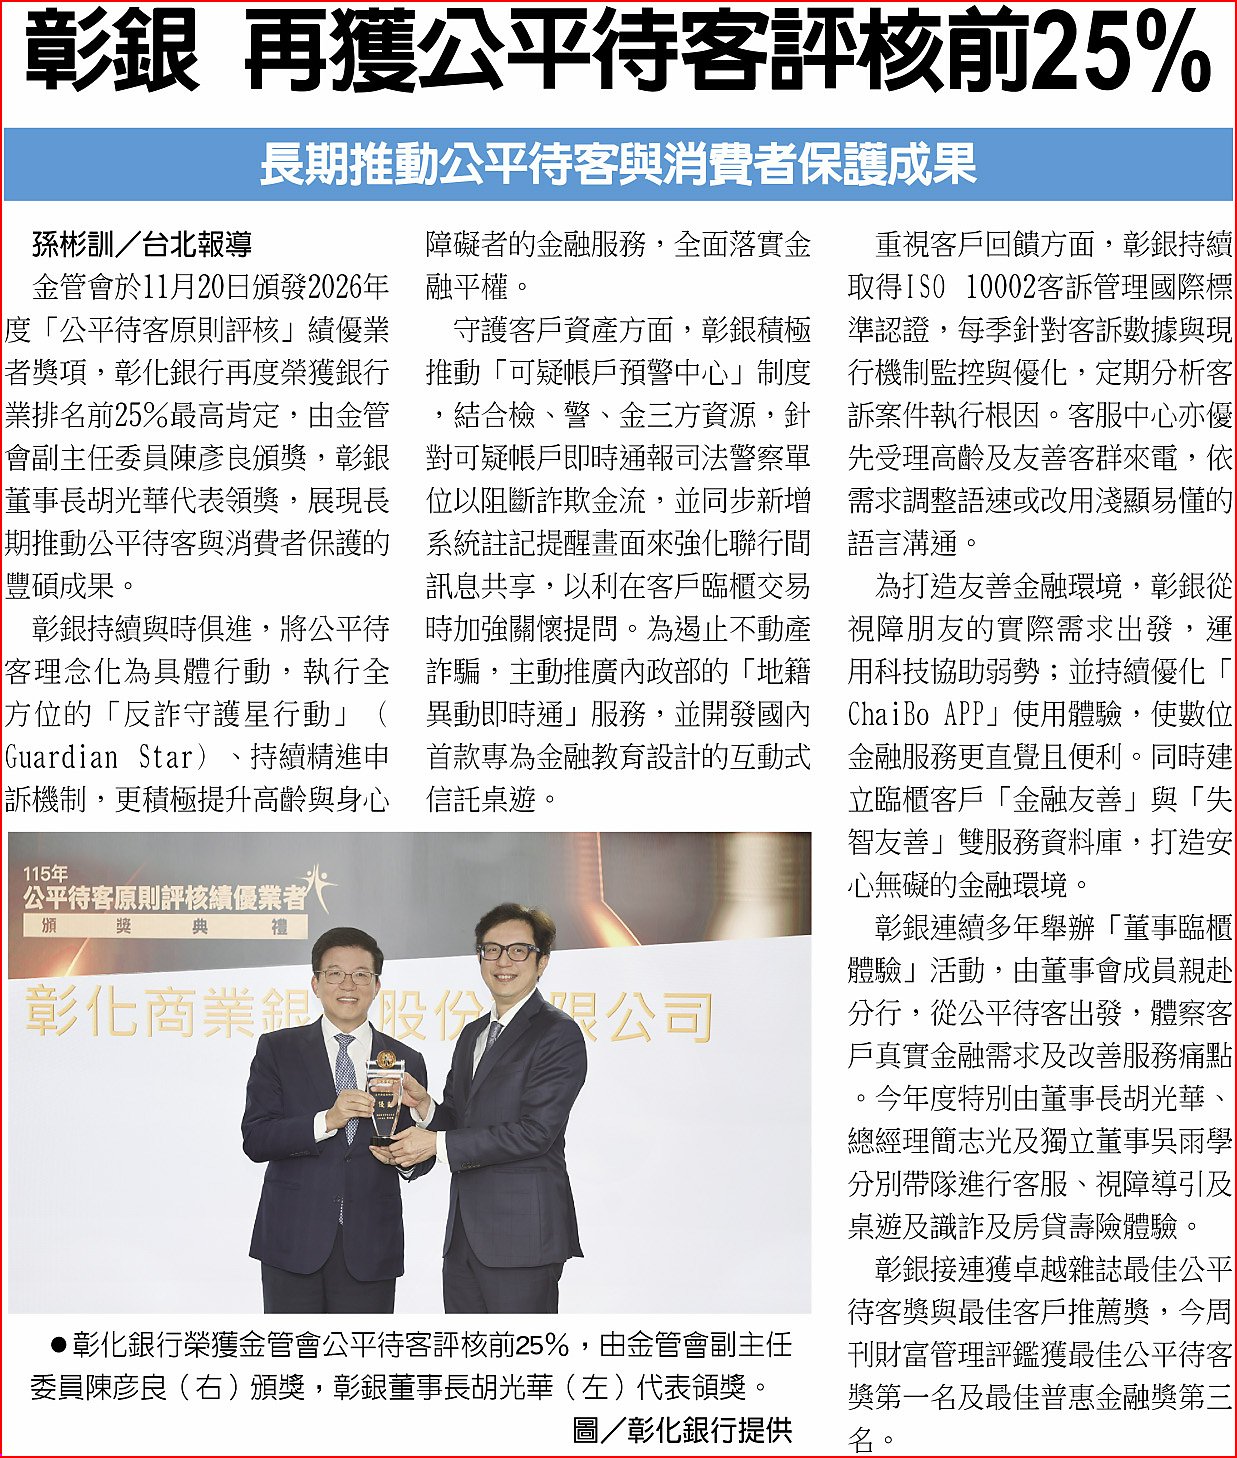 彰銀 再獲公平待客評核前25%
長期推動公平待客與消費者保護成果
孫彬訓／台北報導
金管會於11月20日頒發2026年
度「公平待客原則評核」績優業
者獎項，彰化銀行再度榮獲銀行
業排名前25%最高肯定，由金管
會副主任委員陳彥良頒獎，彰銀
董事長胡光華代表領獎，展現長
期推動公平待客與消費者保護的
豐碩成果。
彰銀持續與時俱進，將公平待
客理念化為具體行動，執行全
方位的「反詐守護星行動」（
Guardian Star）、持續精進申
訴機制，更積極提升高齡與身心
障礙者的金融服務，全面落實金
融平權。
守護客戶資產方面，彰銀積極
推動「可疑帳戶預警中心」制度
，結合檢、警、金三方資源，針
對可疑帳戶即時通報司法警察單
位以阻斷詐欺金流，並同步新增
系統註記提醒畫面來強化聯行間
訊息共享，以利在客戶臨櫃交易
時加強關懷提問。為遏止不動產
詐騙，主動推廣內政部的「地籍
異動即時通」服務，並開發國內
首款專為金融教育設計的互動式
信託桌遊。
重視客戶回饋方面，彰銀持續
取得ISO 10002客訴管理國際標
準認證，每季針對客訴數據與現
行機制監控與優化，定期分析客
訴案件執行根因。客服中心亦優
先受理高齡及友善客群來電，依
需求調整語速或改用淺顯易懂的
語言溝通。
為打造友善金融環境，彰銀從
視障朋友的實際需求出發，運
用科技協助弱勢；並持續優化「
ChaiBo APP」使用體驗，使數位
金融服務更直覺且便利。同時建
立臨櫃客戶「金融友善」與「失
智友善」雙服務資料庫，打造安
心無礙的金融環境。
彰銀連續多年舉辦「董事臨櫃
體驗」活動，由董事會成員親赴
分行，從公平待客出發，體察客
戶真實金融需求及改善服務痛點
。今年度特別由董事長胡光華、
總經理簡志光及獨立董事吳雨學
分別帶隊進行客服、視障導引及
桌遊及識詐及房貸壽險體驗。
彰銀接連獲卓越雜誌最佳公平
待客獎與最佳客戶推薦獎，今周
刊財富管理評鑑獲最佳公平待客
獎第一名及最佳普惠金融獎第三
名。
115年
公平待客原則評核績優業者
頒獎典禮
彰化商業銀 股份 限公司
●彰化銀行榮獲金管會公平待客評核前25%，由金管會副主任
委員陳彥良（右）頒獎，彰銀董事長胡光華（左）代表領獎。
圖／彰化銀行提供